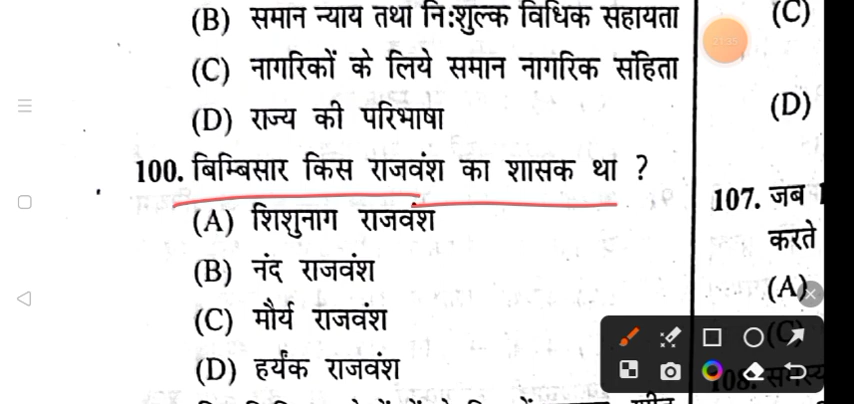 (B) समान न्याय तथा नि:शुल्क विधिक सहायता
(C) नागरिकों के लिये समान नागरिक संहिता
(D) राज्य की परिभाषा
100. बिम्बिसार किस राजवंश का शासक था ?
(A) शिशुनाग राजवंश
(B) नंद राजवंश
(C) मौर्य राजवंश
(D) हर्यंक राजवंश
(C)
(D)
107. जब
करते
(A)
(C)
108.